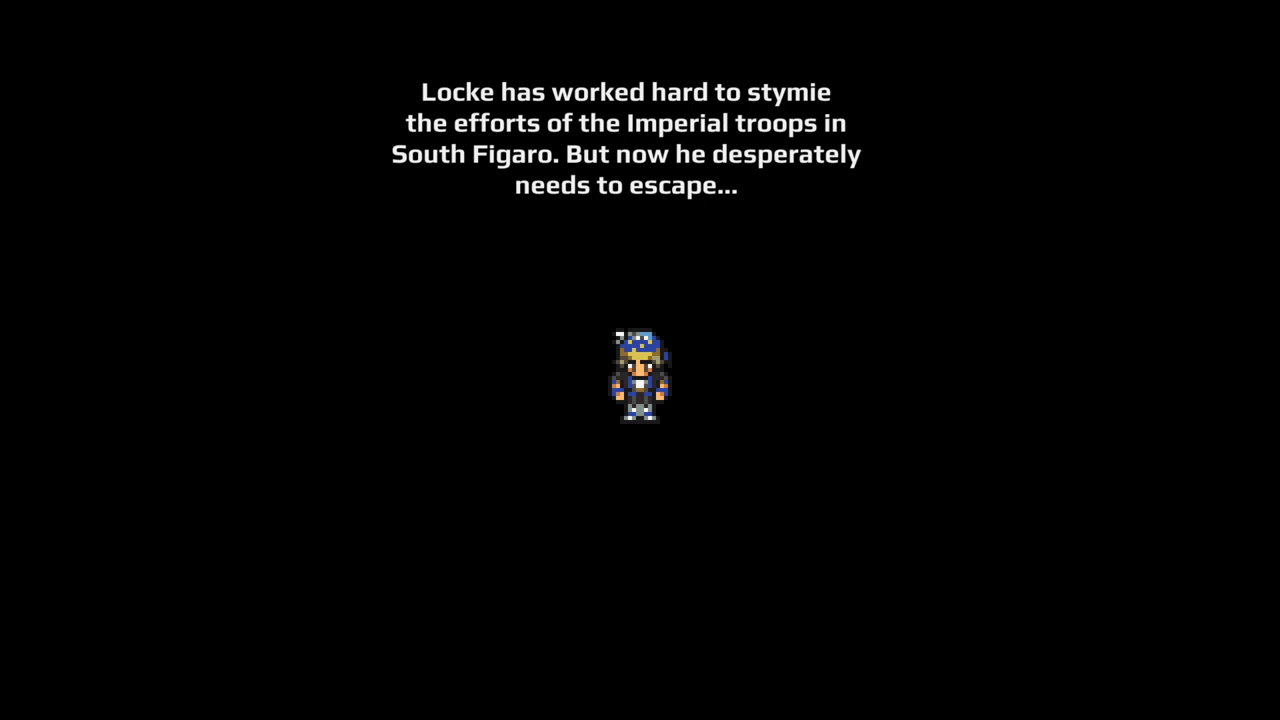 Locke has worked hard to stymie
the efforts of the Imperial troops in
South Figaro. But now he desperately
needs to escape...